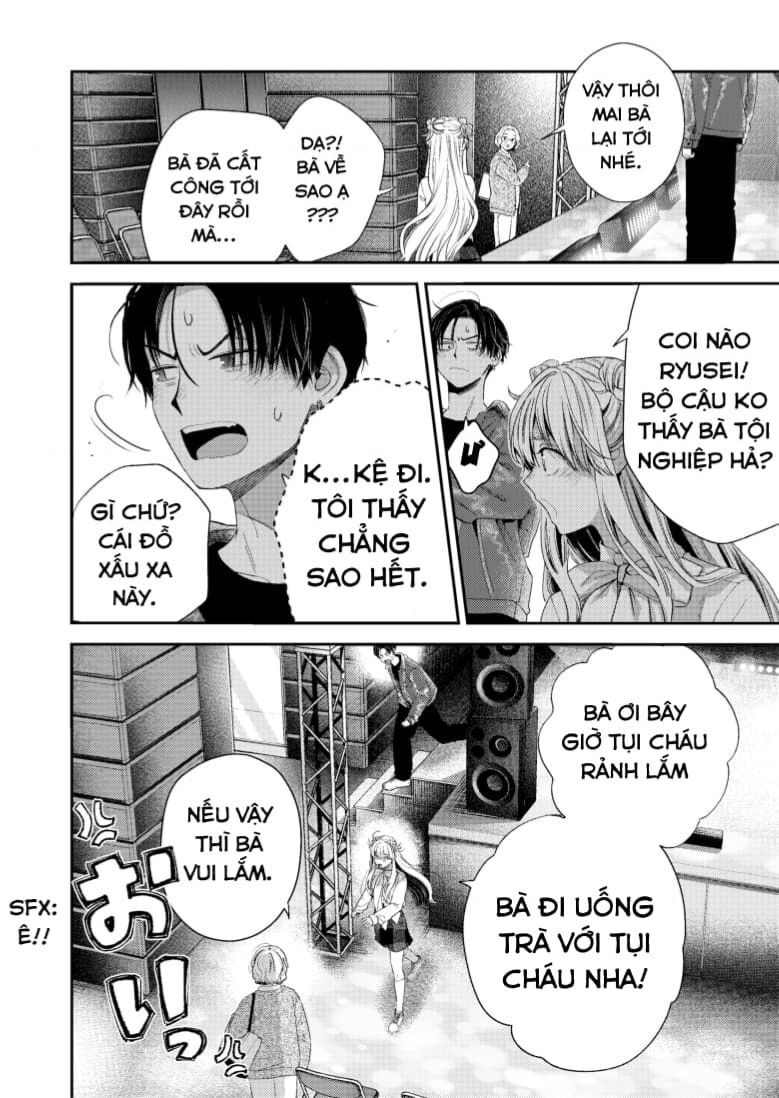 VẬY THÔI
MAI BÀ
LẠI TỚI
NHÉ.
DẠ?!
BÀ VỀ
SAO Ạ
???
BÀ ĐÃ CẤT
CÔNG TỚI
ĐÂY RỒI
MÀ...
COI NÀO
RYUSEI!
BỘ CẬU KO
THẤY BÀ TỘI
NGHIỆP HẢ?
Ư
K...KỆ ĐI.
TÔI THẤY
CHẲNG
SAO HẾT.
GÌ CHỨ?
CÁI ĐỒ
XẤU XA
NÀY.
BÀ ƠI BÂY
GIỜ TỤI CHÁU
RẢNH LẮM
BÀ ĐI UỐNG
TRÀ VỚI TỤI
CHÁU NHA!
NẾU VẬY
THÌ BÀ
VUI LẮM.
おいっ
SFX:
Ê!!